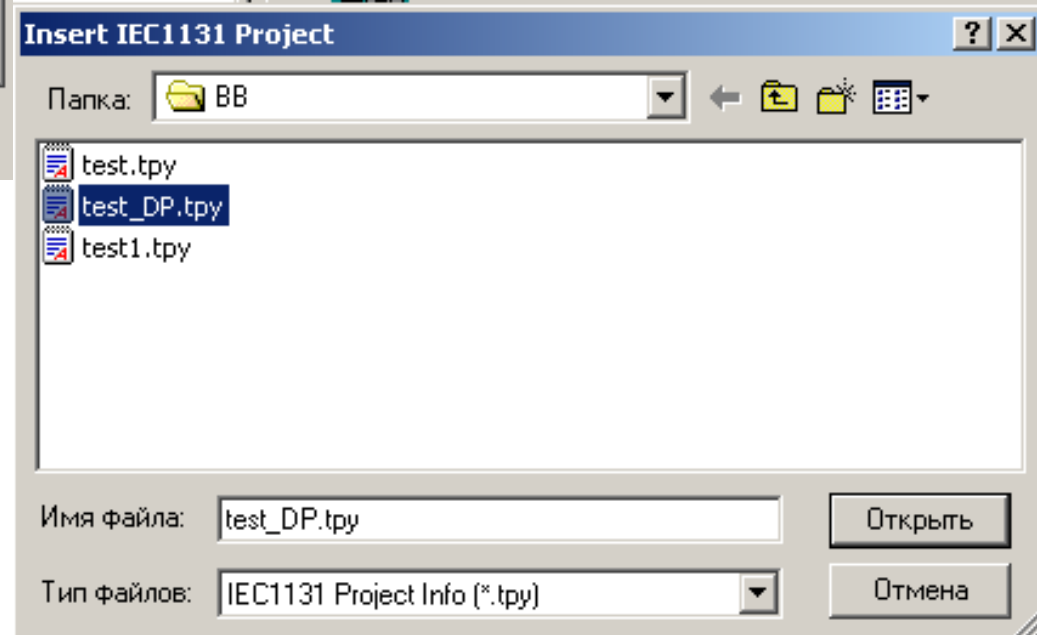 Insert IEC1131 Project
Папка: BB
test.tpy
test_DP.tpy
test1.tpy
Имя файла: test_DP.tpy Открыть
Тип файлов: IEC1131 Project Info (*.tpy) Отмена